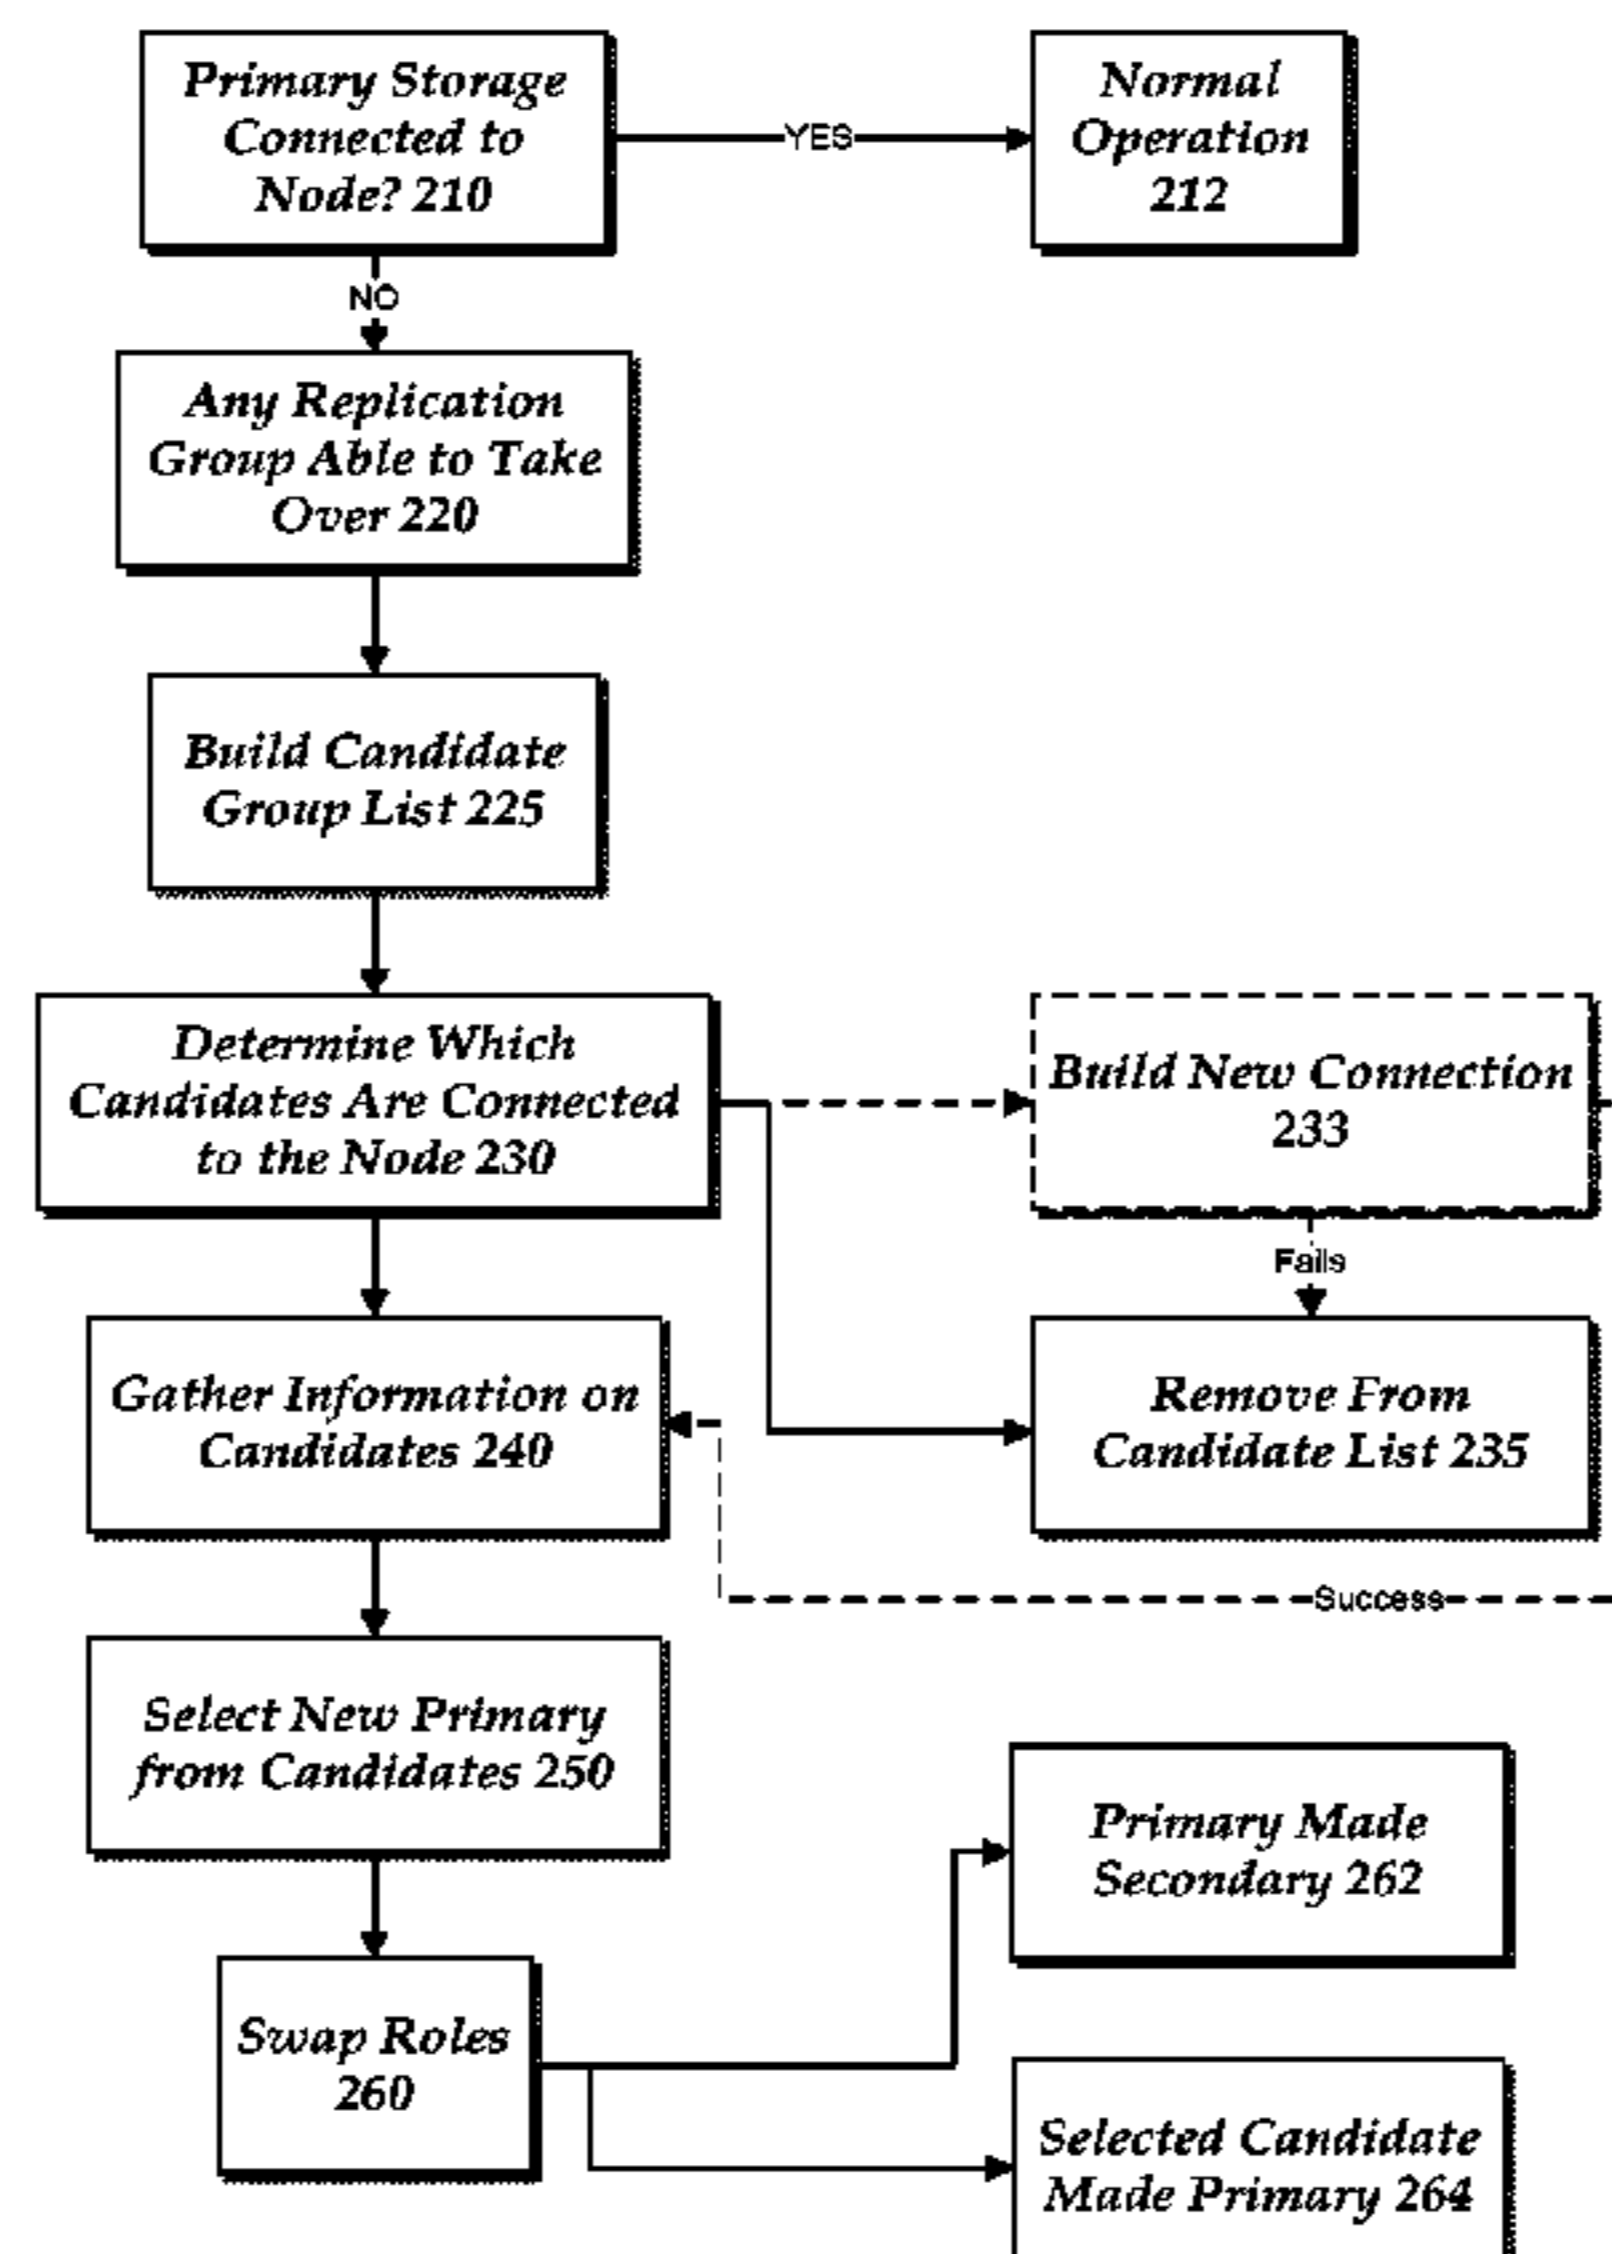 Primary Storage
Connected to
Node? 210
YES
Normal
Operation
212
NO
Any Replication
Group Able to Take
Over 220
Build Candidate
Group List 225
Determine Which
Candidates Are Connected
to the Node 230
Build New Connection
233
Fails
Gather Information on
Candidates 240
Remove From
Candidate List 235
Success
Select New Primary
from Candidates 250
Primary Made
Secondary 262
Swap Roles
260
Selected Candidate
Made Primary 264